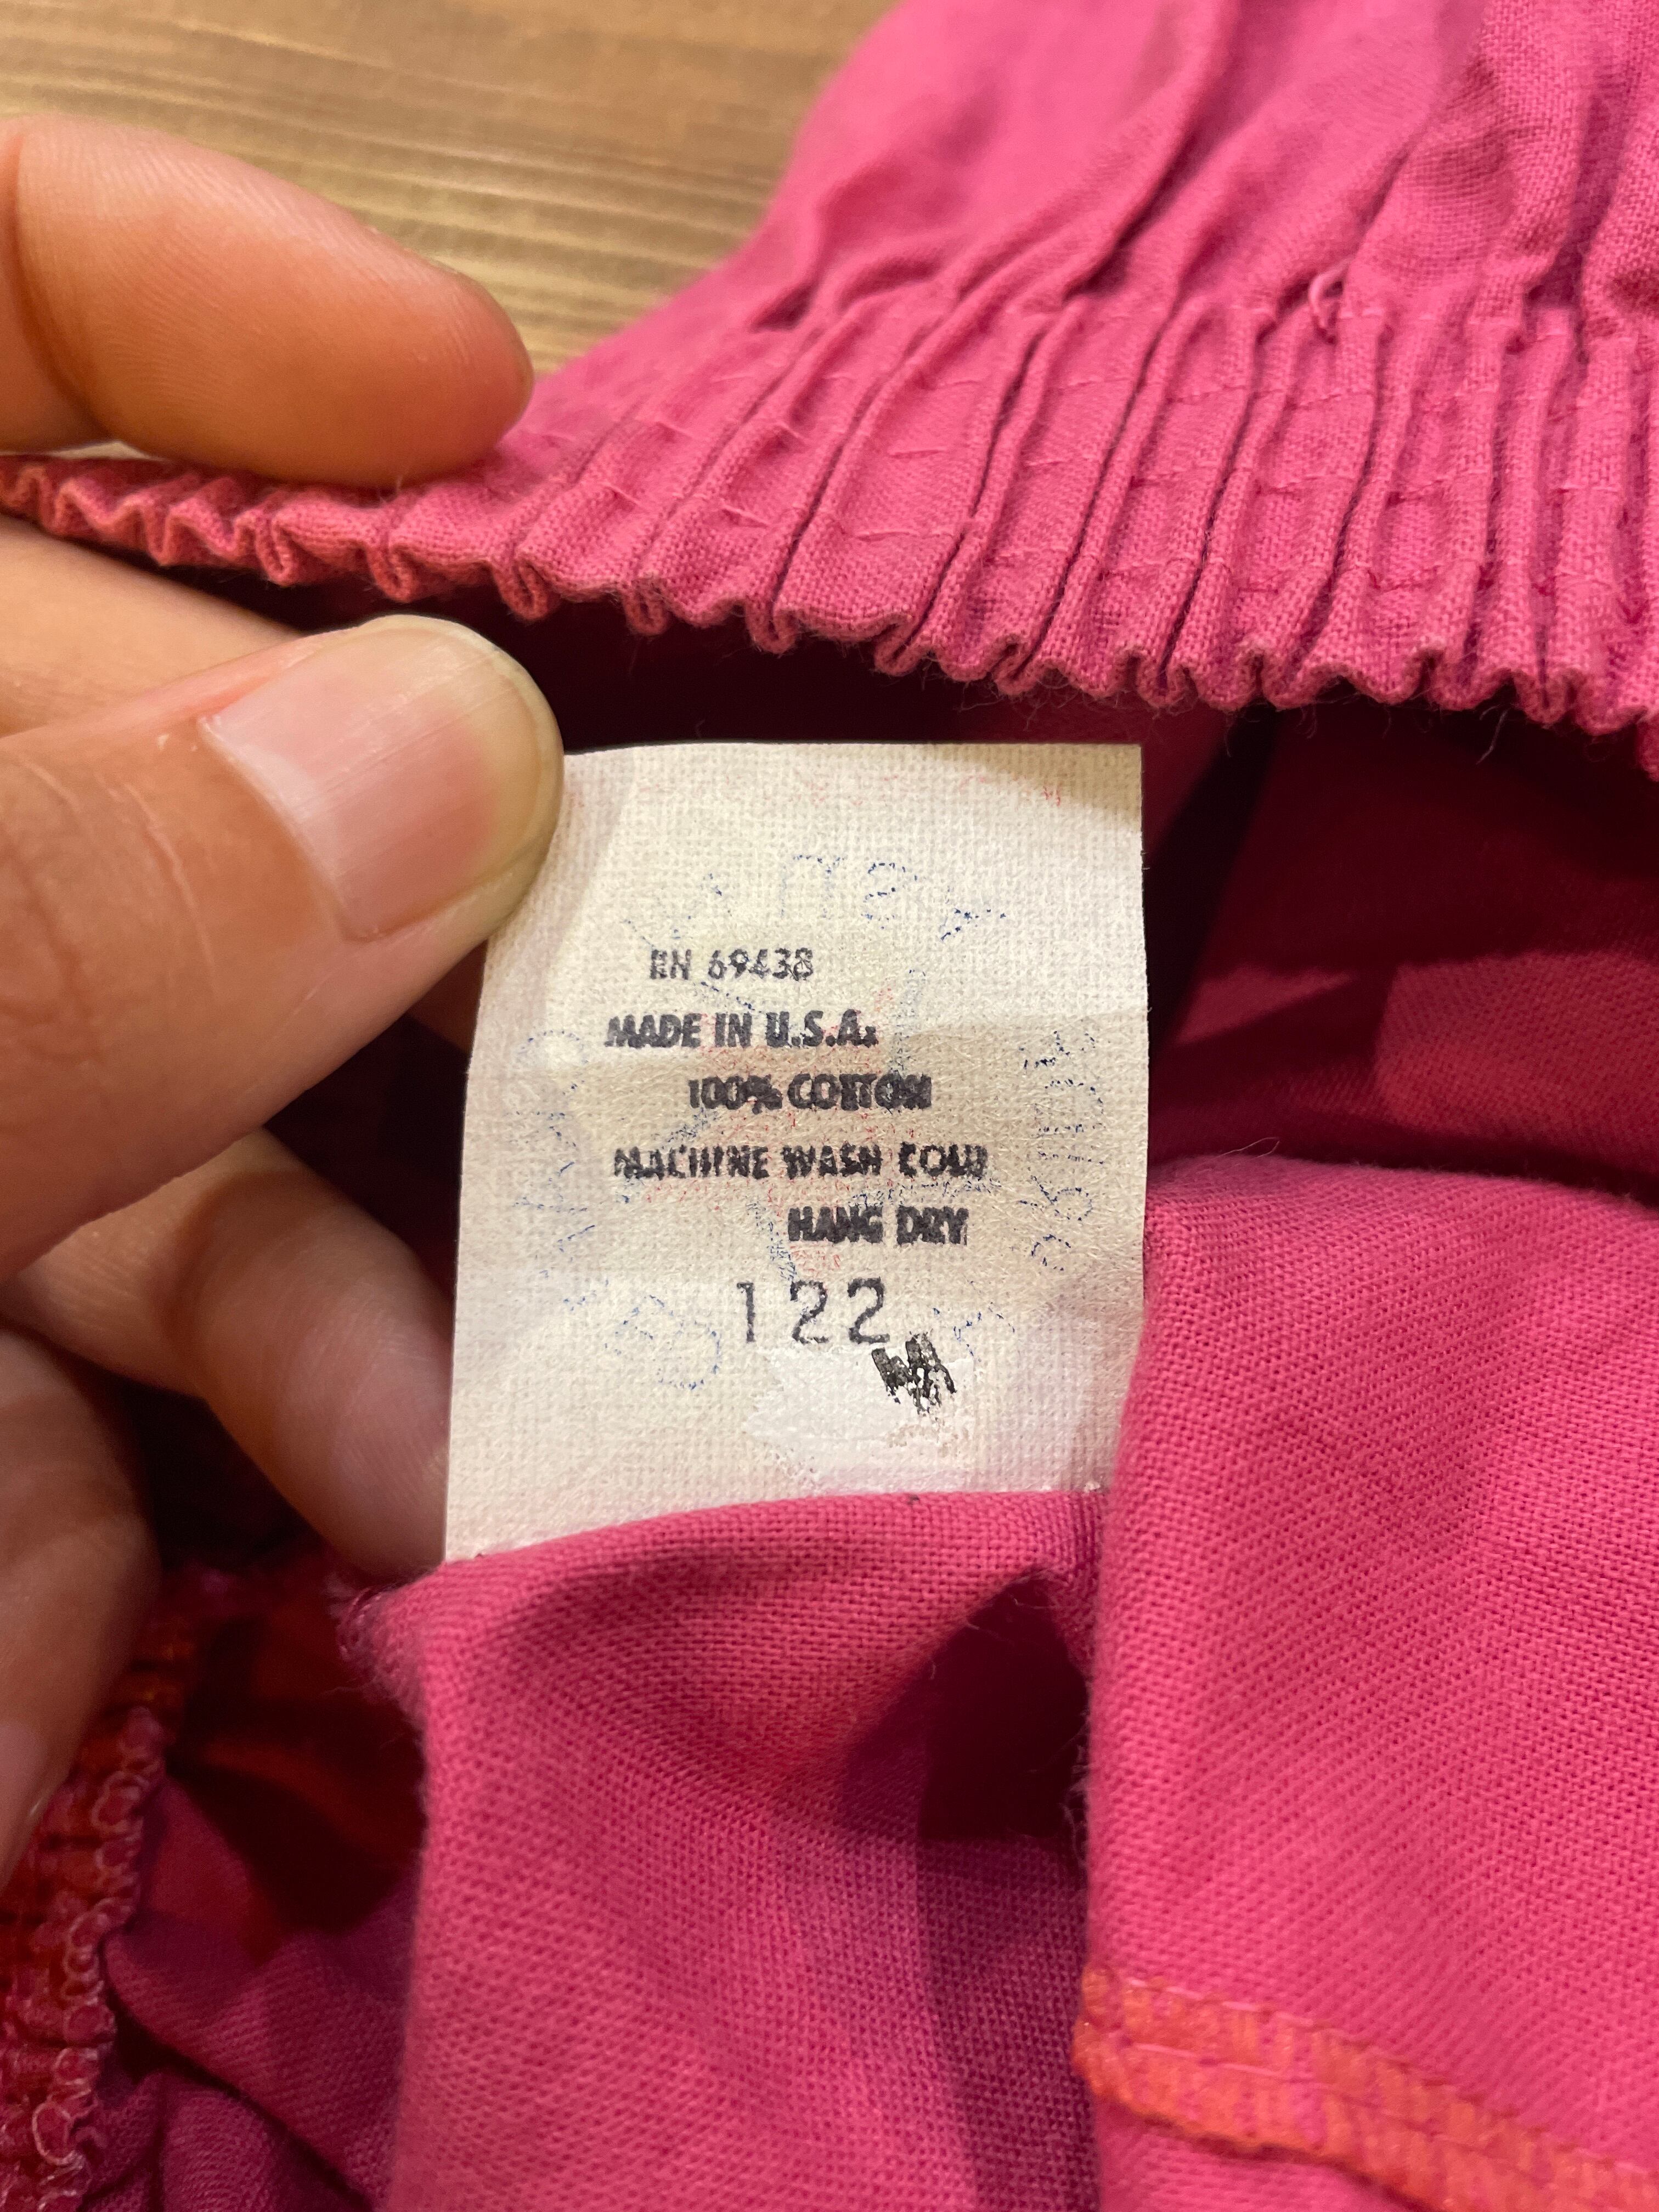 RN 69438
MADE IN U.S.A.
100% COTTON
MACHINE WASH COLD
HANG DRY
122